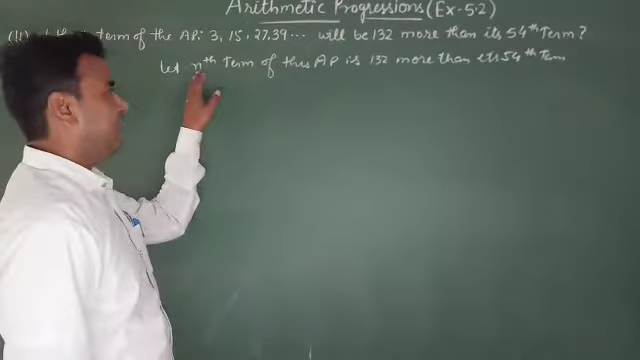 Arithmetic Progressions (Ex-5.2)
(11) term of the AP: 3, 15, 27, 39... will be 132 more than its 54th Term?
Let nth Term of this AP is 132 more than its 54th Term